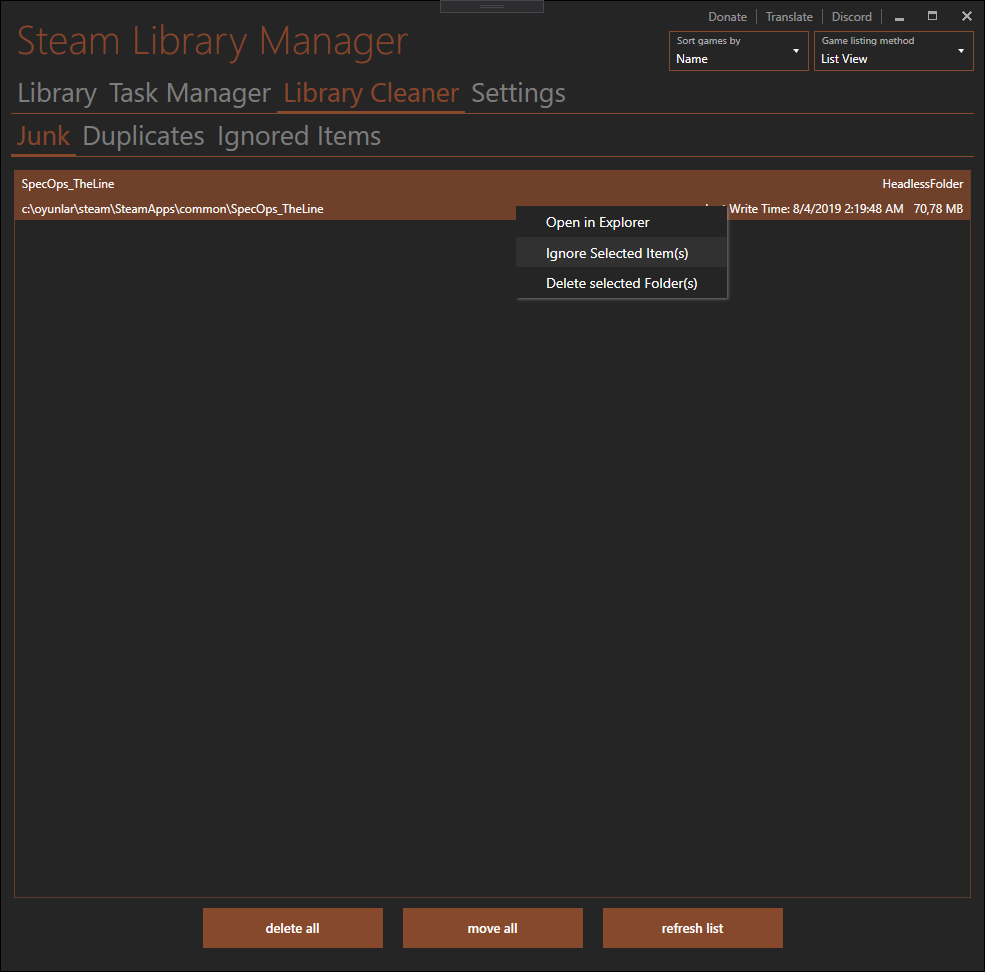 Donate Translate Discord
Steam Library Manager
Sort games by
Name
Game listing method
List View
Library Task Manager Library Cleaner Settings
Junk Duplicates Ignored Items
SpecOps_TheLine HeadlessFolder
c:\oyunlar\steam\SteamApps\common\SpecOps_TheLine Write Time: 8/4/2019 2:19:48 AM 70,78 MB
Open in Explorer
Ignore Selected Item(s)
Delete selected Folder(s)
delete all move all refresh list